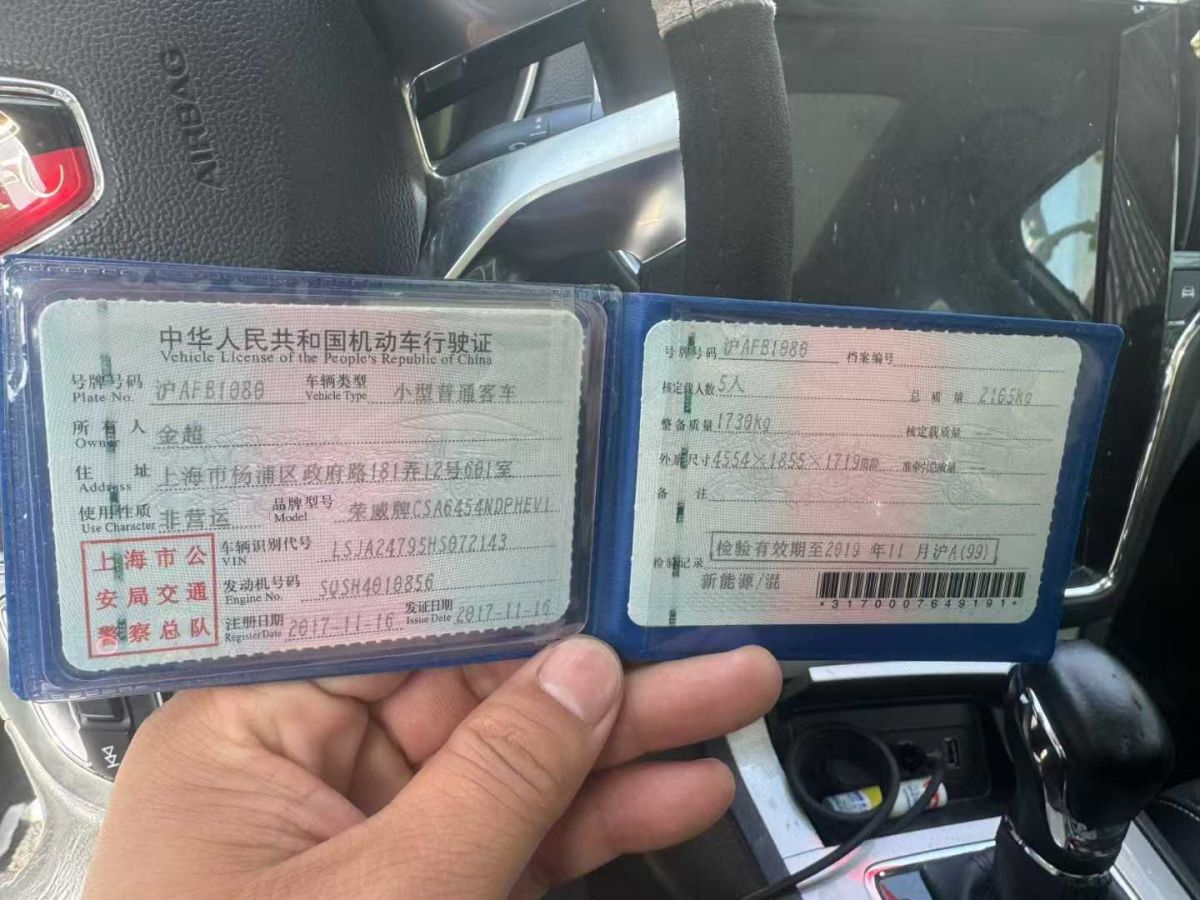 AIRBAG
中华人民共和国机动车行驶证
Vehicle License of the People's Republic of China
号牌号码 沪AFB1080 车辆类型 小型普通客车
Plate No. Vehicle Type
所有人 金超
Owner
住址 上海市杨浦区政府路181弄12号601室
Address
使用性质 非营运 品牌型号 荣威牌CSA6454NDPHEV1
Use Character Model
上海市公
安局交通
警察总队
车辆识别代号 LSJA24795HS072143
VIN
发动机号码 SQSH4010856
Engine No.
注册日期 2017-11-16 发证日期 2017-11-16
Register Date Issue Date
号牌号码 沪AFB1080 档案编号
核定载人数 5人 总质量 2165kg
整备质量 1730kg 核定载质量
外廓尺寸 4554×1855×1719mm 准牵引总质量
备注
检验记录 检验有效期至2019年11月沪A(99)
新能源/混
*3170007649191*